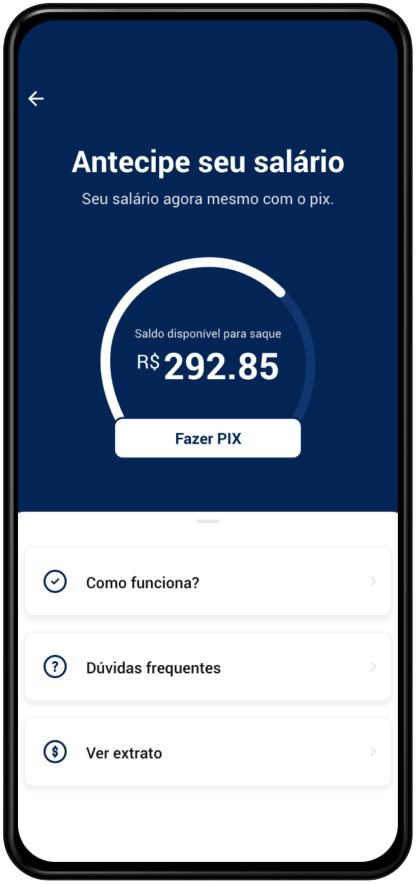 Antecipe seu salário
Seu salário agora mesmo com o pix.
Saldo disponível para saque
R$ 292.85
Fazer PIX
Como funciona?
Dúvidas frequentes
Ver extrato